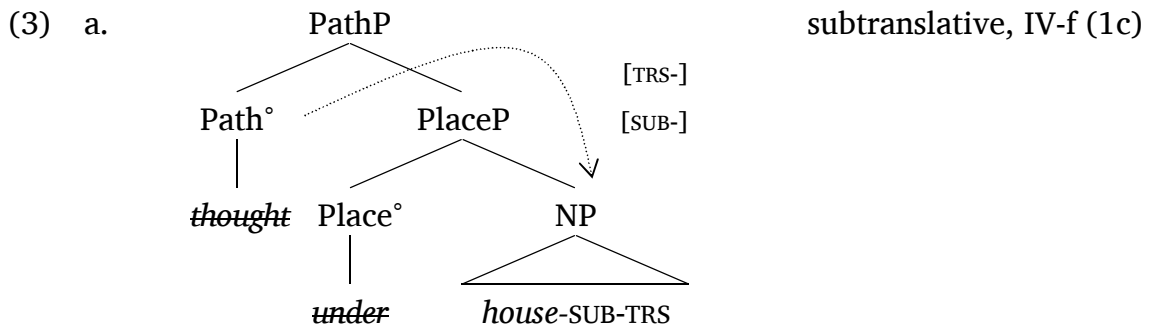 (3) a. PathP subtranslative, IV-f (1c)
[TRS-]
Path° PlaceP [SUB-]
thought Place° NP
under house-SUB-TRS